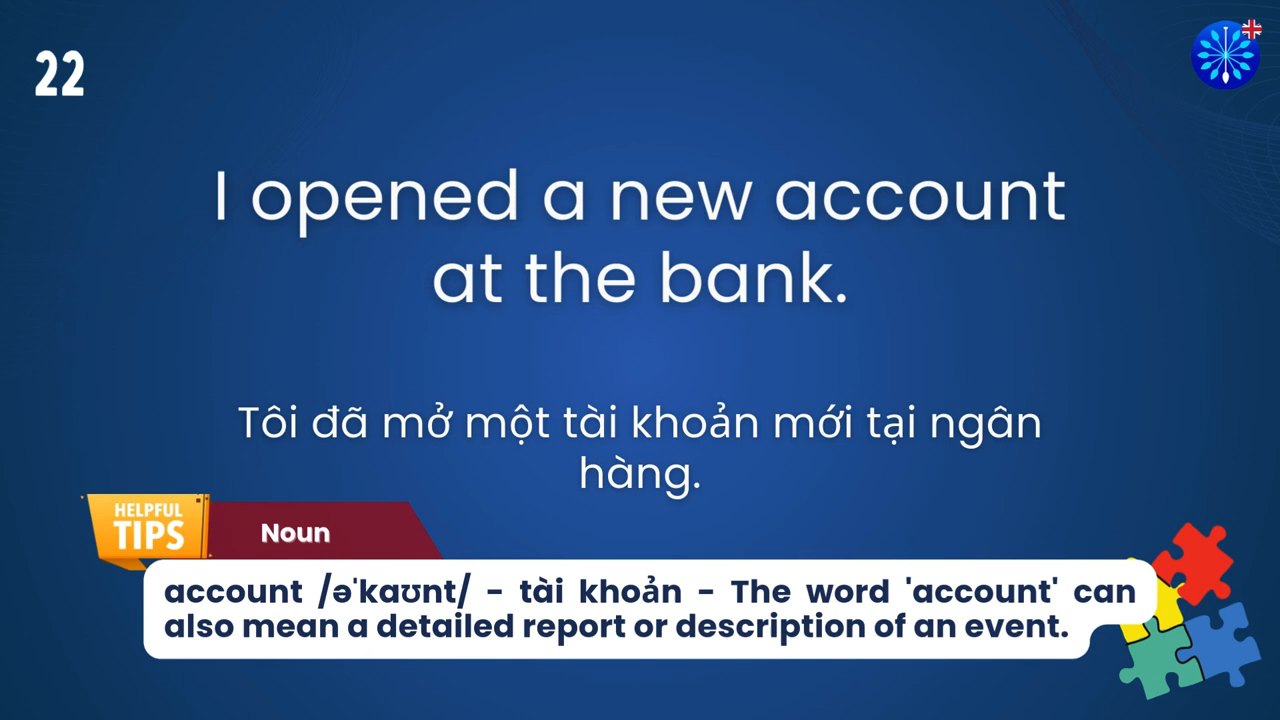 22
I opened a new account
at the bank.
Tôi đã mở một tài khoản mới tại ngân
hàng.
HELPFUL
TIPS
Noun
account /ə'kaʊnt/ - tài khoản - The word 'account' can
also mean a detailed report or description of an event.